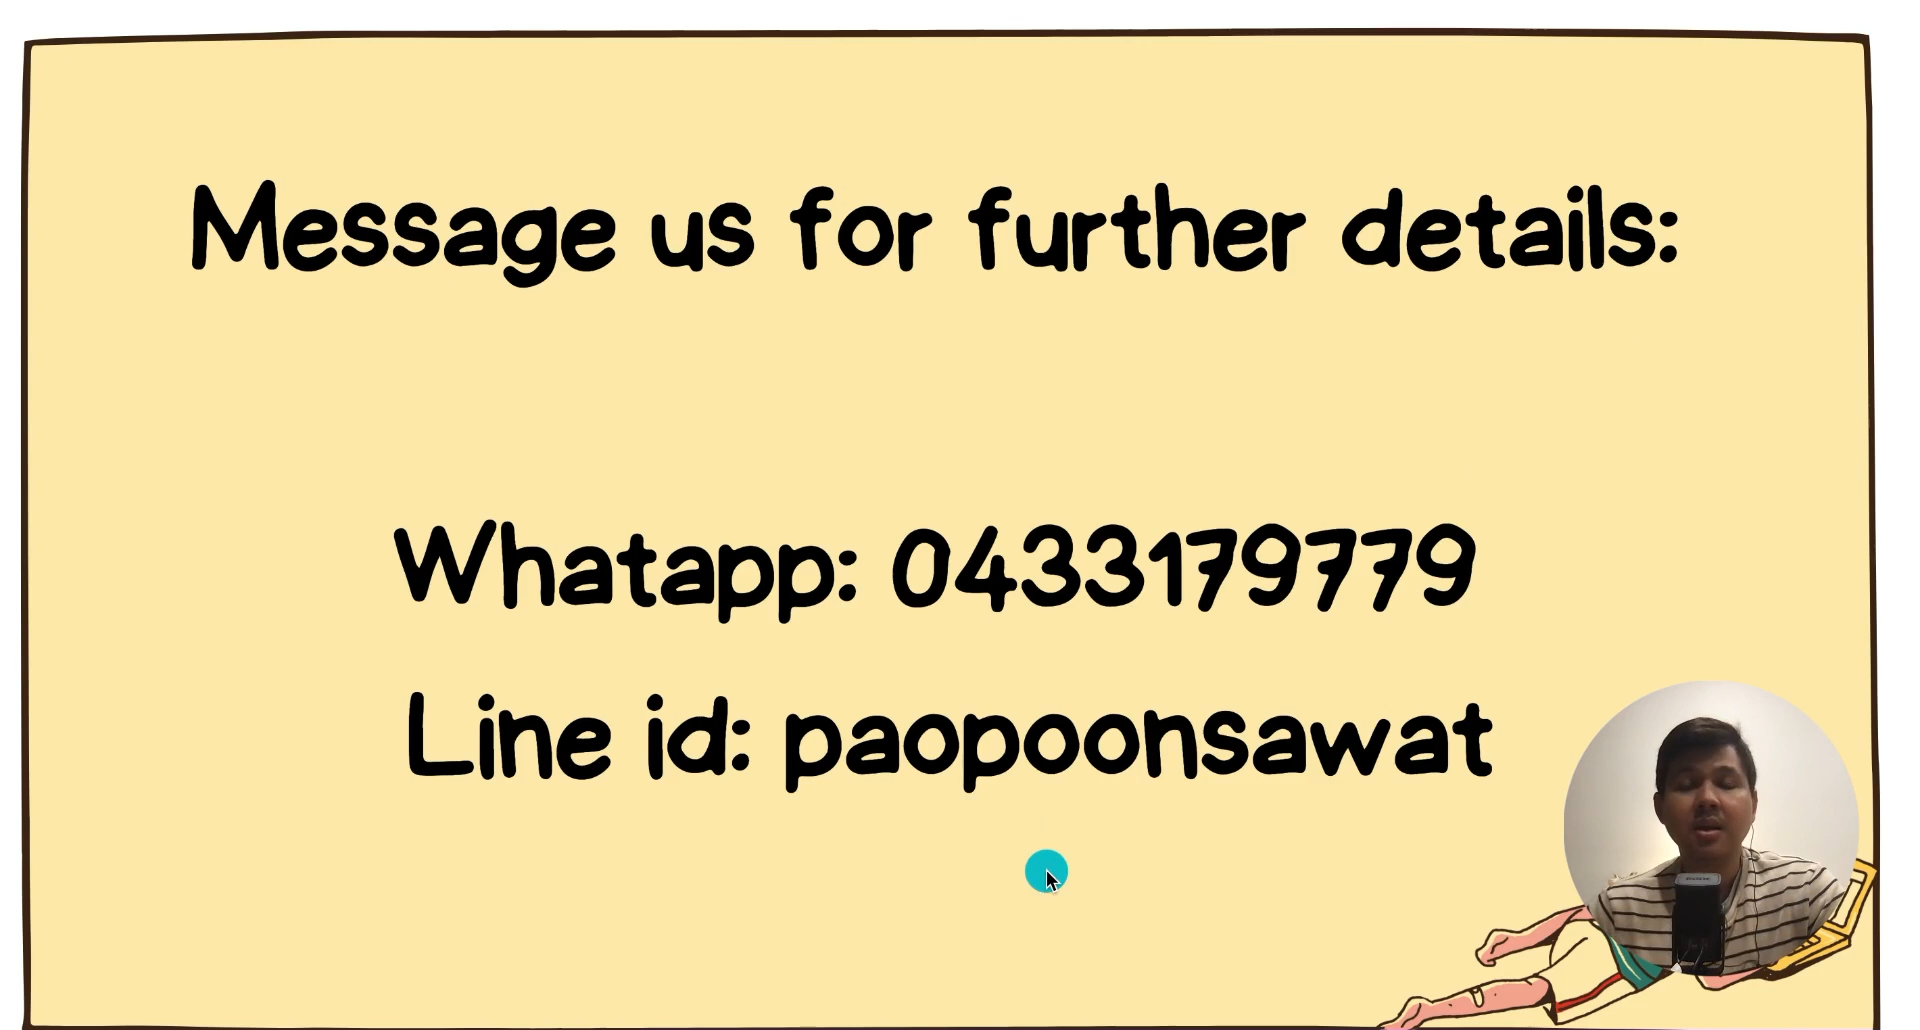 Message us for further details:
Whatapp: 0433179779
Line id: paopoonsawat